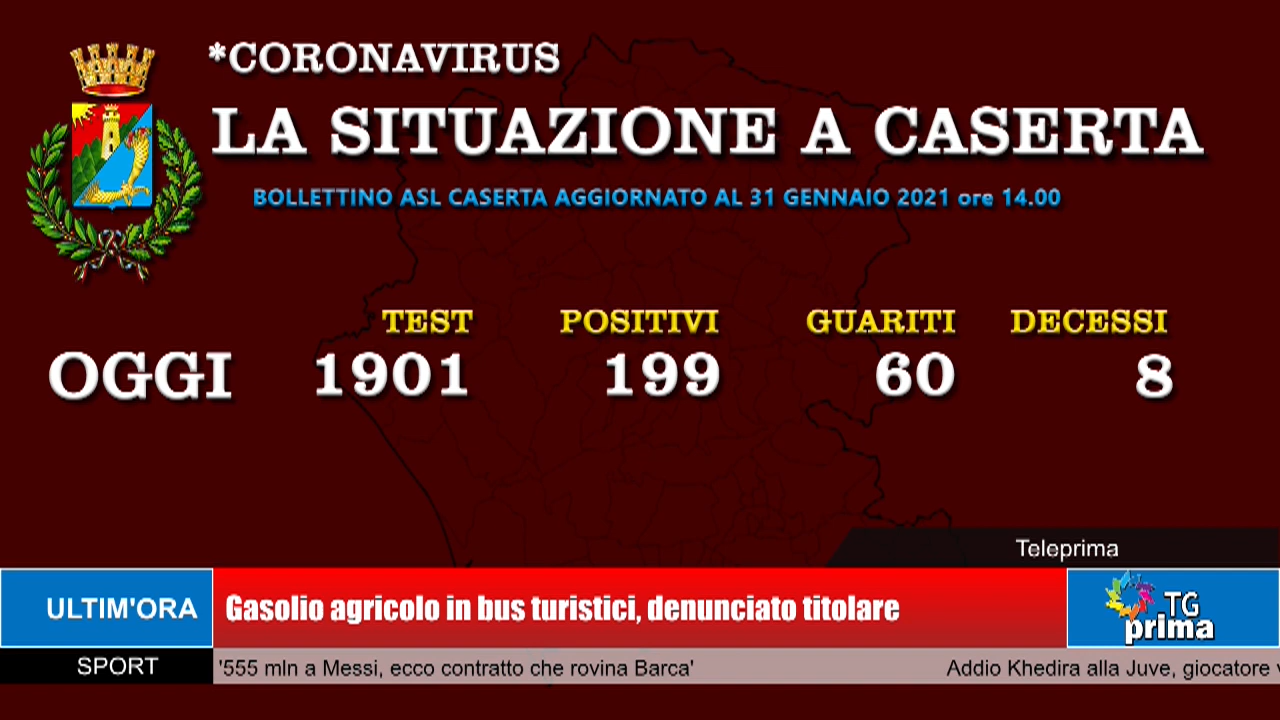 *CORONAVIRUS
LA SITUAZIONE A CASERTA
BOLLETTINO ASL CASERTA AGGIORNATO AL 31 GENNAIO 2021 ore 14.00
TEST POSITIVI GUARITI DECESSI
OGGI 1901 199 60 8
Teleprima
ULTIM'ORA Gasolio agricolo in bus turistici, denunciato titolare
TG
prima
SPORT '555 mln a Messi, ecco contratto che rovina Barca' Addio Khedira alla Juve, giocatore